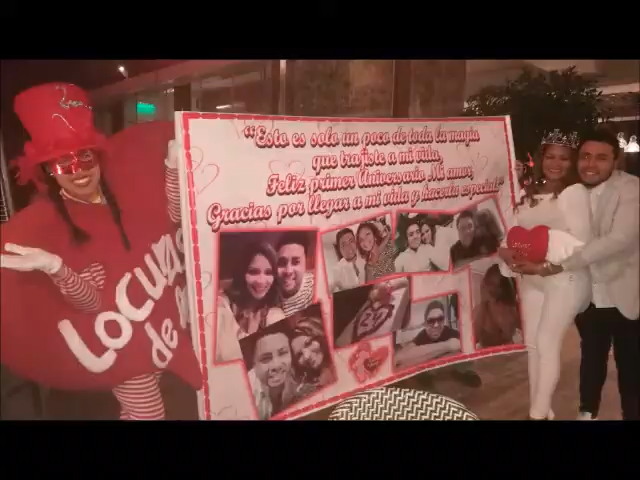 "Esto es solo un poco de toda la magia
que trajiste a mi vida,
Feliz primer Aniversario Mi amor,
Gracias por llegar a mi vida y hacerla especial"
LOCURAS
de